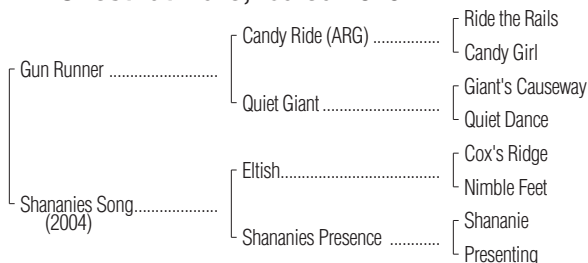 Ride the Rails
Candy Ride (ARG) ................
Candy Girl
Gun Runner ..........................
Giant's Causeway
Quiet Giant............................
Quiet Dance
Cox's Ridge
Eltish......................................
Nimble Feet
Shananies Song....................
(2004)
Shananie
Shananies Presence ............
Presenting